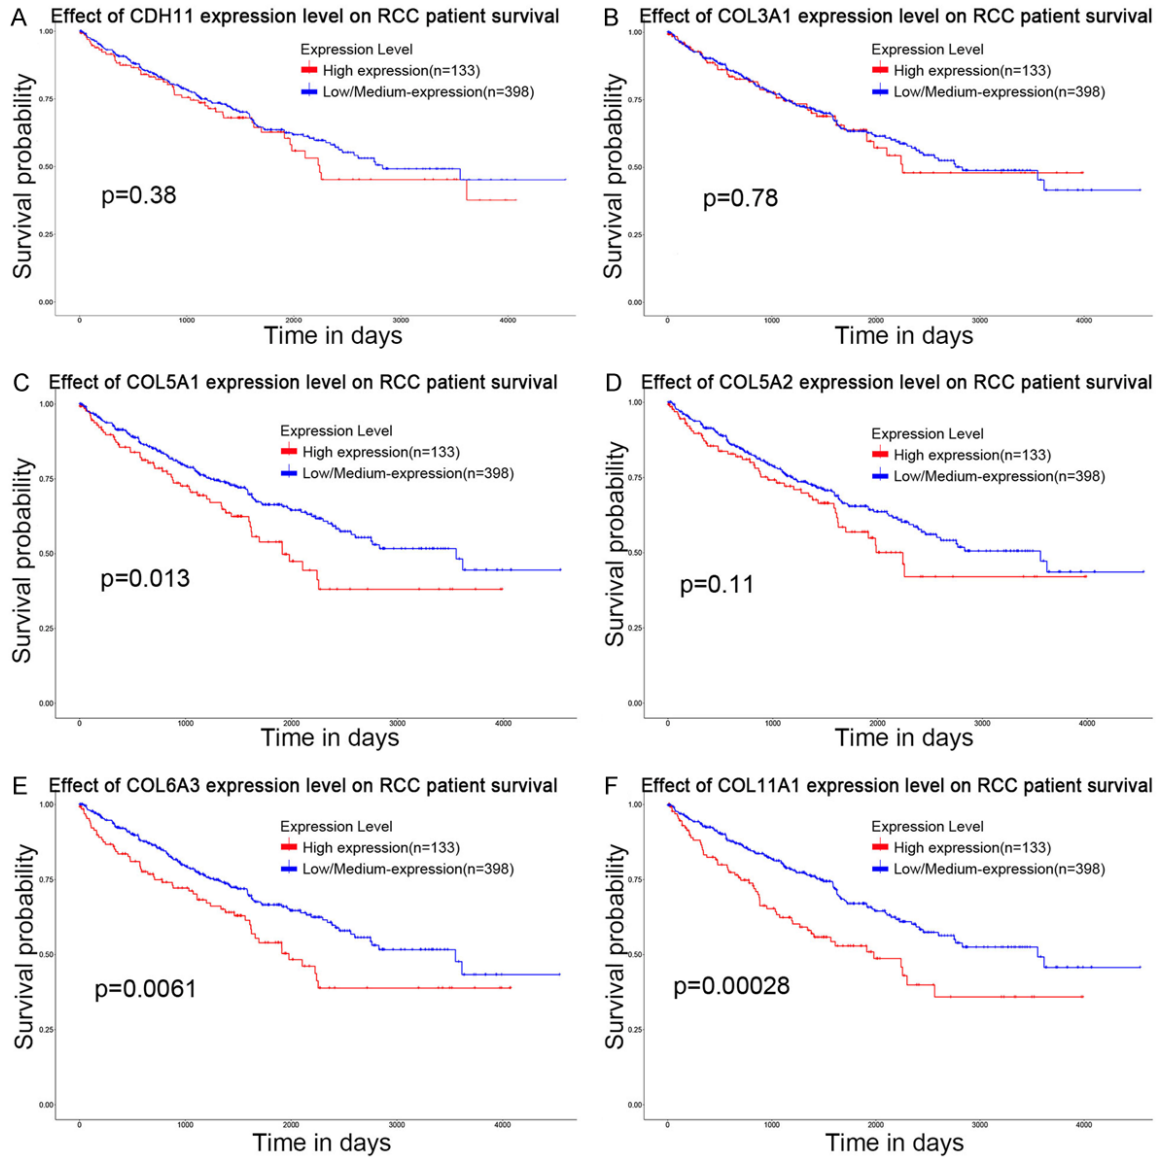 A Effect of CDH11 expression level on RCC patient survival
Expression Level
High expression(n=133)
Low/Medium-expression(n=398)
Survival probability
1.00
0.75
0.50
0.25
0.00
p=0.38
0 1000 2000 3000 4000
Time in days
B Effect of COL3A1 expression level on RCC patient survival
Expression Level
High expression(n=133)
Low/Medium-expression(n=398)
Survival probability
1.00
0.75
0.50
0.25
0.00
p=0.78
0 1000 2000 3000 4000
Time in days
C Effect of COL5A1 expression level on RCC patient survival
Expression Level
High expression(n=133)
Low/Medium-expression(n=398)
Survival probability
1.00
0.75
0.50
0.25
0.00
p=0.013
0 1000 2000 3000 4000
Time in days
D Effect of COL5A2 expression level on RCC patient survival
Expression Level
High expression(n=133)
Low/Medium-expression(n=398)
Survival probability
1.00
0.75
0.50
0.25
0.00
p=0.11
0 1000 2000 3000 4000
Time in days
E Effect of COL6A3 expression level on RCC patient survival
Expression Level
High expression(n=133)
Low/Medium-expression(n=398)
Survival probability
1.00
0.75
0.50
0.25
0.00
p=0.0061
0 1000 2000 3000 4000
Time in days
F Effect of COL11A1 expression level on RCC patient survival
Expression Level
High expression(n=133)
Low/Medium-expression(n=398)
Survival probability
1.00
0.75
0.50
0.25
0.00
p=0.00028
0 1000 2000 3000 4000
Time in days